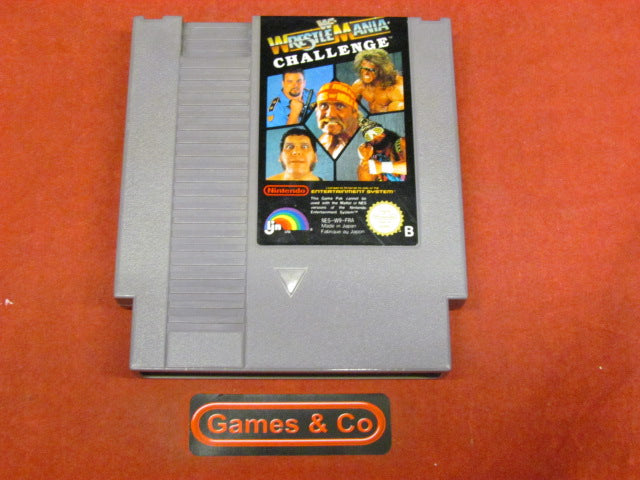 WF
WRESTLEMANIA
CHALLENGE
Nintendo
ENTERTAINMENT SYSTEM
This Game Pak cannot be
used with the Mattel or NES
versions of the Nintendo
Entertainment System
NES-W9-FRA
Made in Japan
Fabriqué au Japon
LJN
B
Games & Co